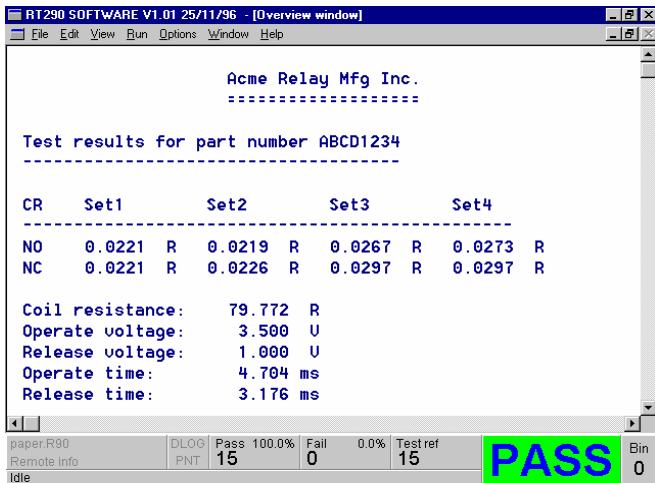 RT290 SOFTWARE V1.01 25/11/96 - [Overview window]
File Edit View Run Options Window Help
Acme Relay Mfg Inc.
===================
Test results for part number ABCD1234
-------------------------------------
CR Set1 Set2 Set3 Set4
------------------------------------------------
NO 0.0221 R 0.0219 R 0.0267 R 0.0273 R
NC 0.0221 R 0.0226 R 0.0297 R 0.0297 R
Coil resistance: 79.772 R
Operate voltage: 3.500 V
Release voltage: 1.000 V
Operate time: 4.704 ms
Release time: 3.176 ms
paper.R90 DLOG Pass 100.0% Fail 0.0% Test ref PASS Bin
Remote info PNT 15 0 15 0
Idle